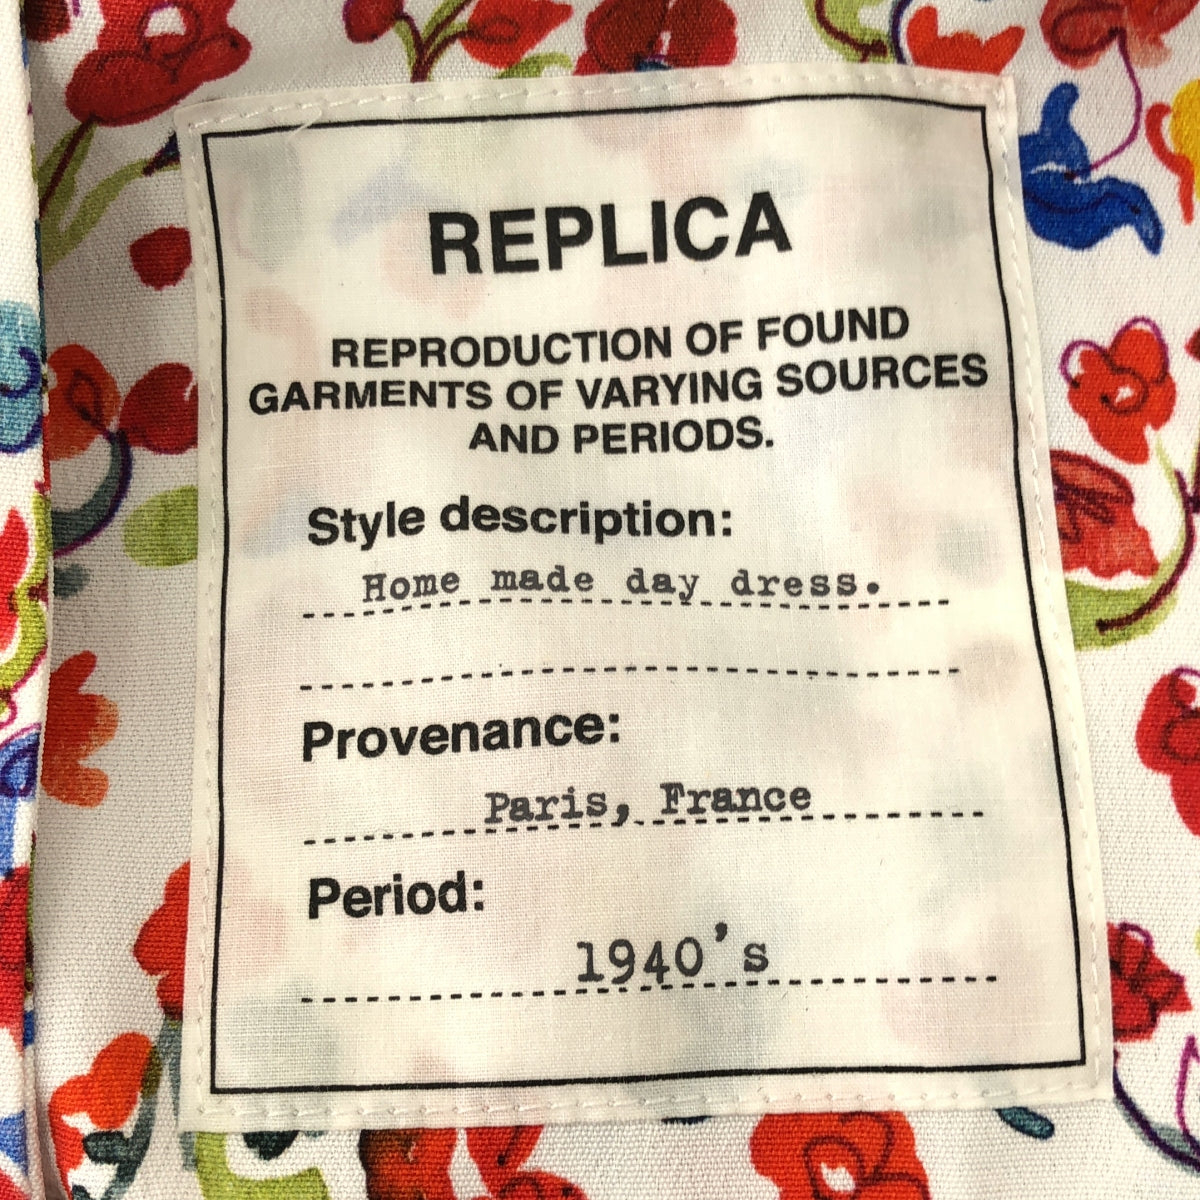 REPLICA
REPRODUCTION OF FOUND
GARMENTS OF VARYING SOURCES
AND PERIODS.
Style description:
Home made day dress.
Provenance:
Paris, France
Period:
1940's